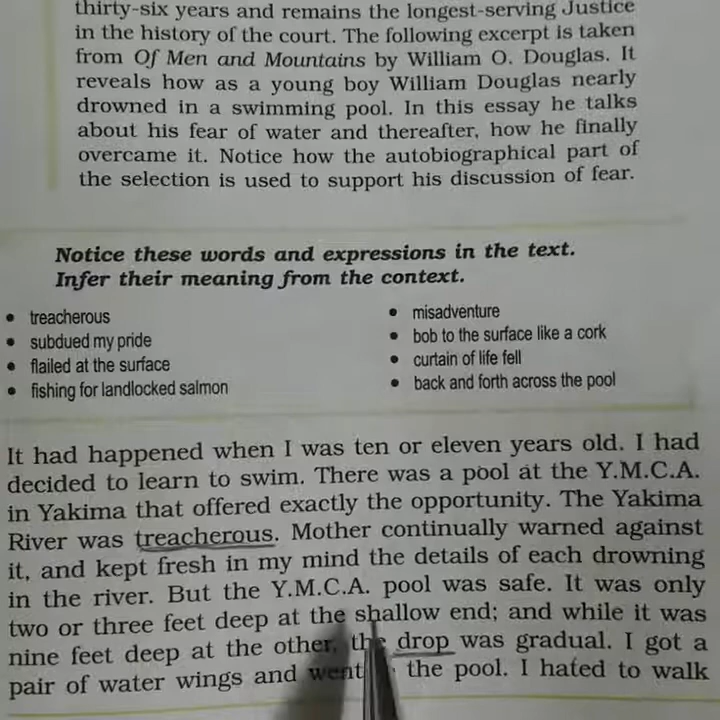 thirty-six years and remains the longest-serving Justice
in the history of the court. The following excerpt is taken
from Of Men and Mountains by William O. Douglas. It
reveals how as a young boy William Douglas nearly
drowned in a swimming pool. In this essay he talks
about his fear of water and thereafter, how he finally
overcame it. Notice how the autobiographical part of
the selection is used to support his discussion of fear.
Notice these words and expressions in the text.
Infer their meaning from the context.
• treacherous
• subdued my pride
• flailed at the surface
• fishing for landlocked salmon
• misadventure
• bob to the surface like a cork
• curtain of life fell
• back and forth across the pool
It had happened when I was ten or eleven years old. I had
decided to learn to swim. There was a pool at the Y.M.C.A.
in Yakima that offered exactly the opportunity. The Yakima
River was treacherous. Mother continually warned against
it, and kept fresh in my mind the details of each drowning
in the river. But the Y.M.C.A. pool was safe. It was only
two or three feet deep at the shallow end; and while it was
nine feet deep at the other, the drop was gradual. I got a
pair of water wings and went the pool. I hated to walk